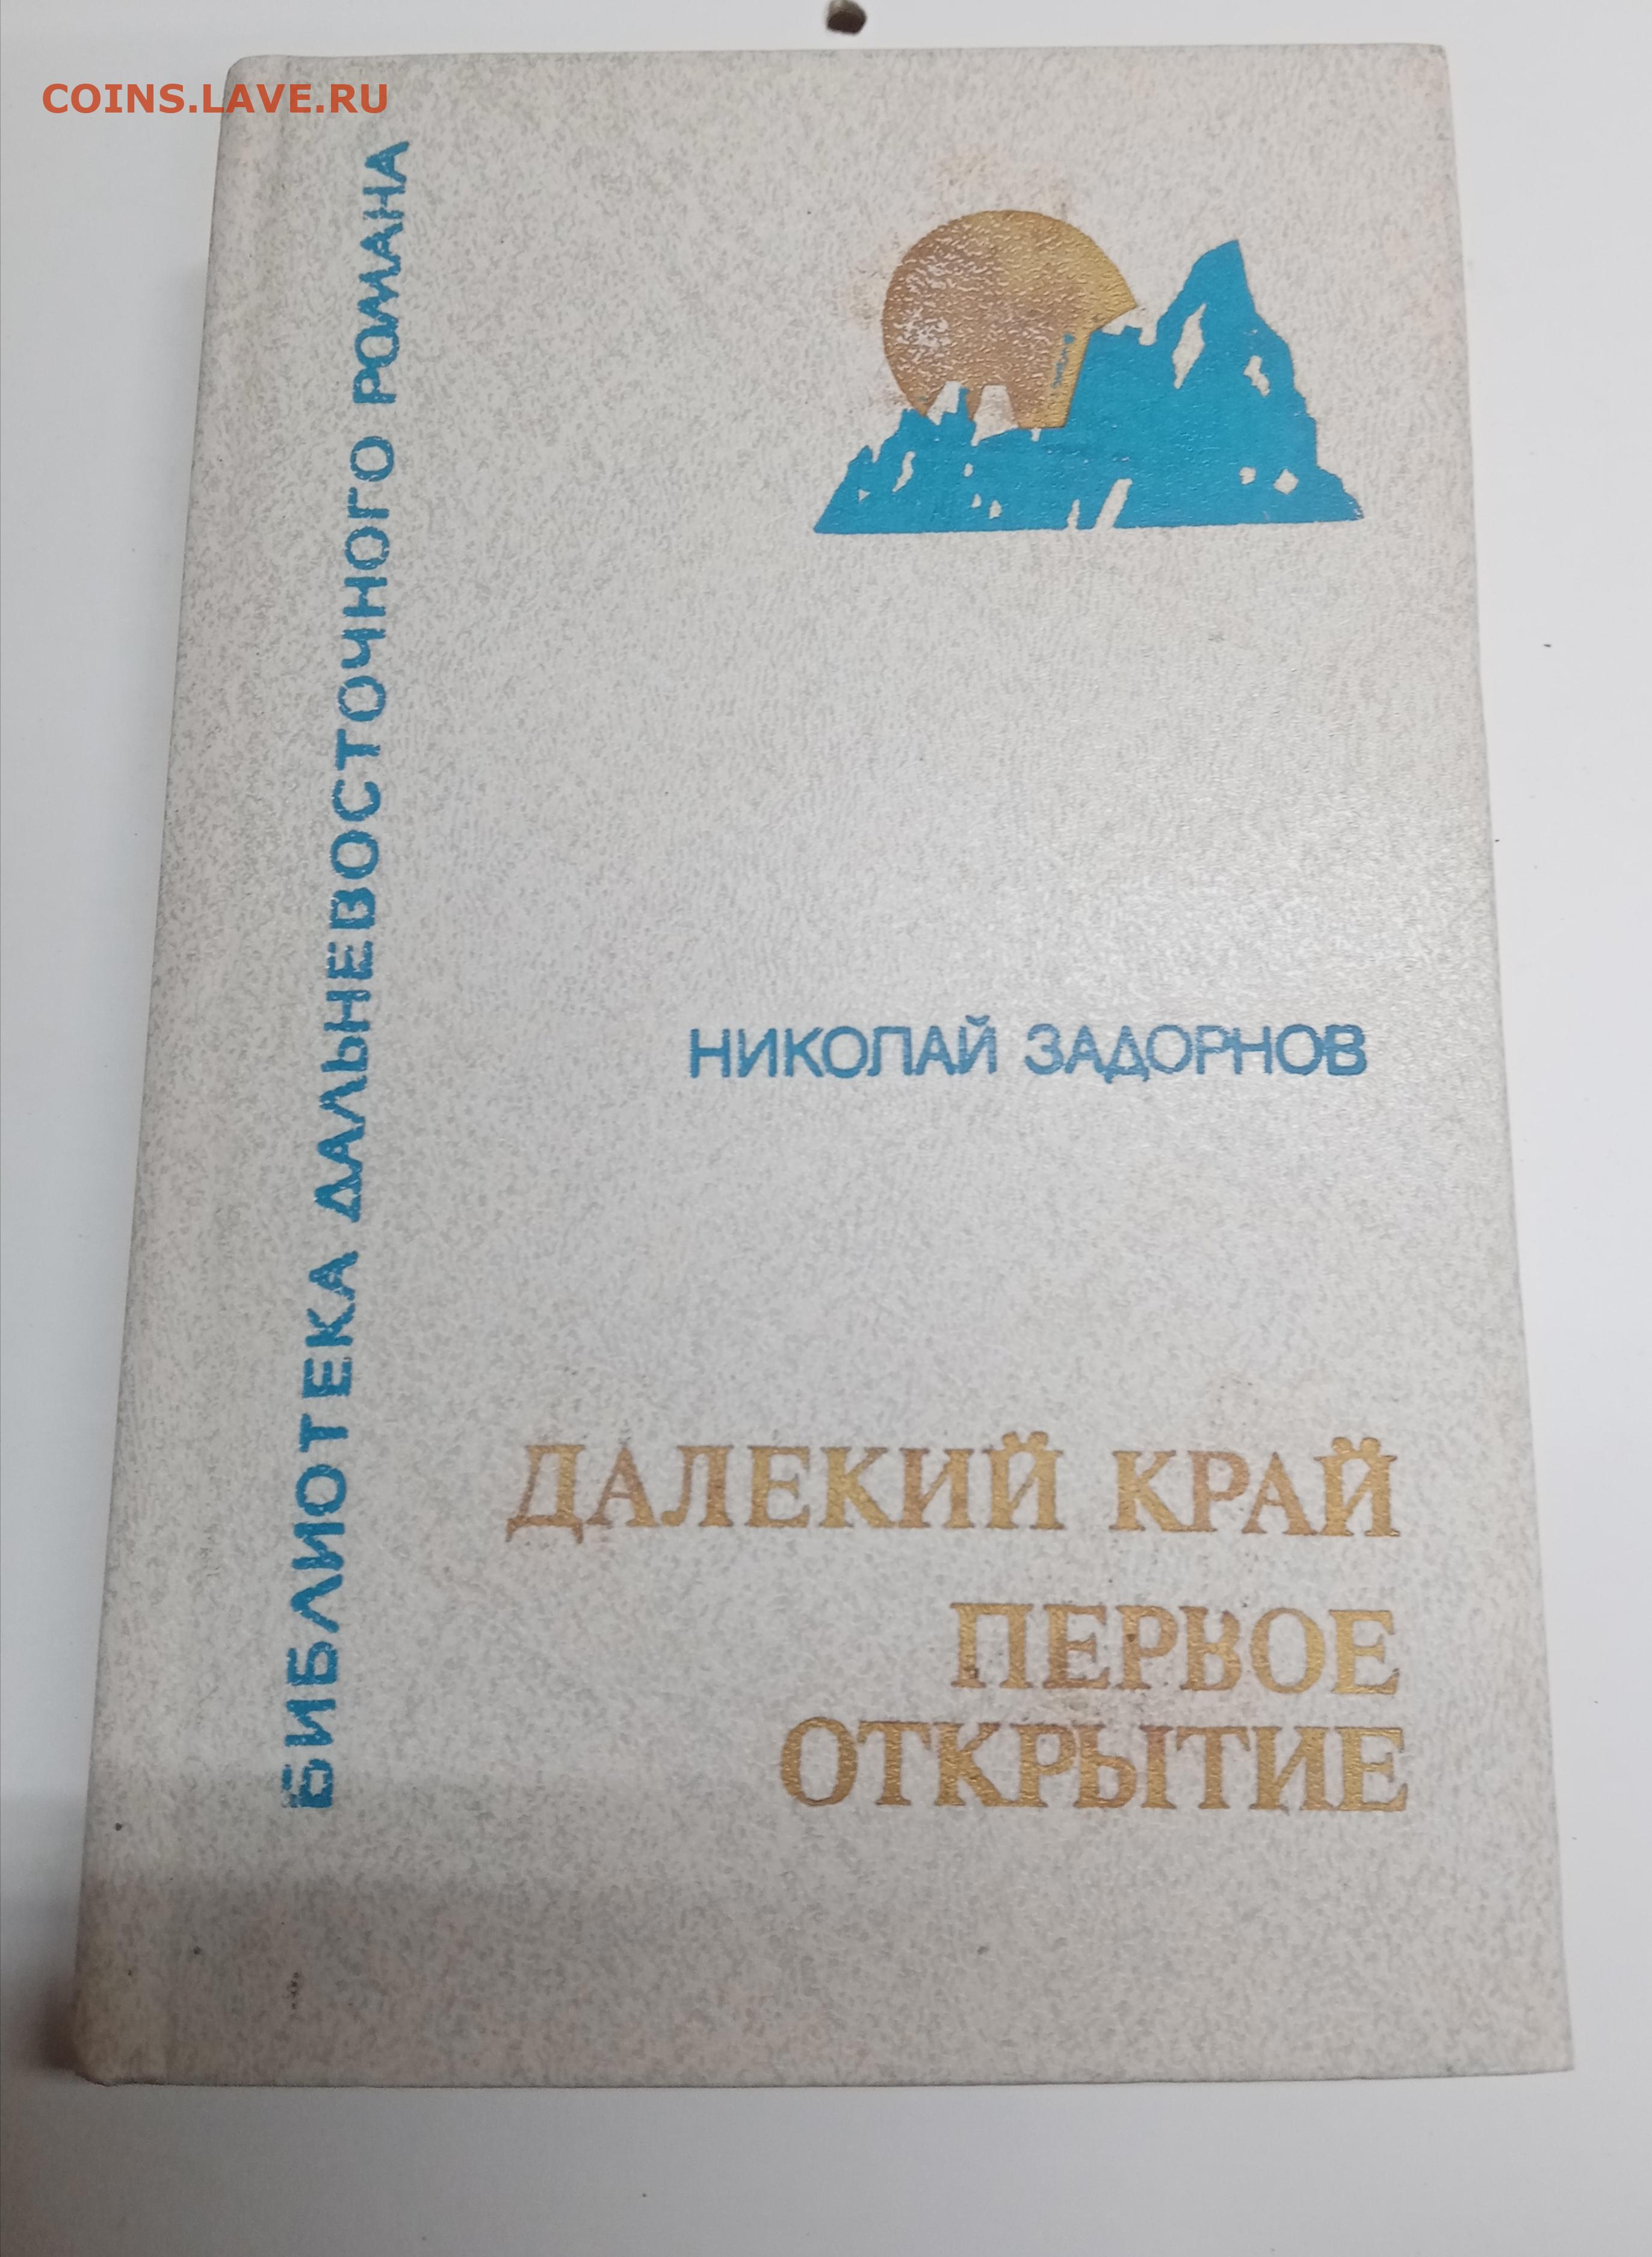 COINS.LAVE.RU
БИБЛИОТЕКА ДАЛЬНЕВОСТОЧНОГО РОМАНА
НИКОЛАЙ ЗАДОРНОВ
ДАЛЕКИЙ КРАЙ
ПЕРВОЕ
ОТКРЫТИЕ